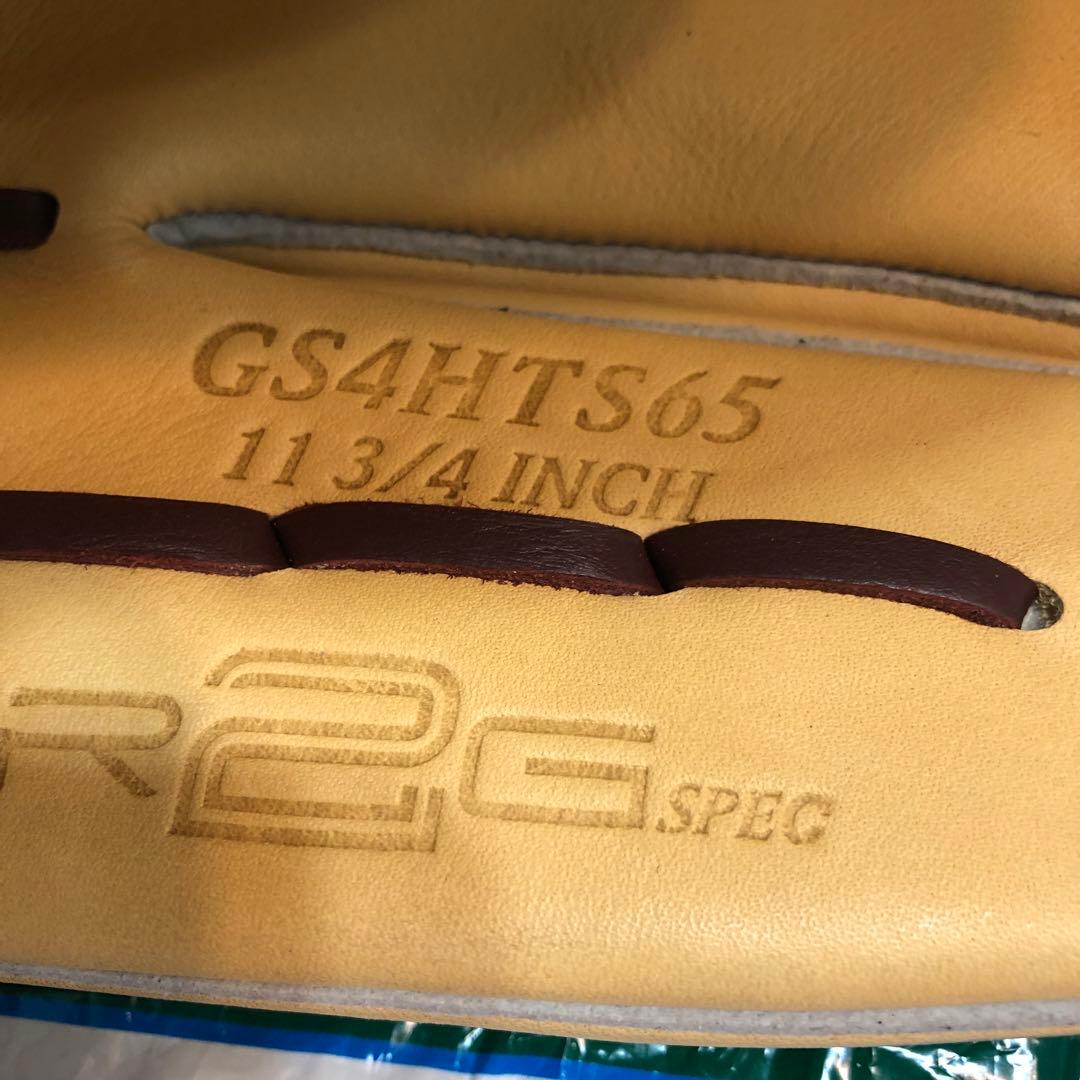 GS4HTS65
11 3/4 INCH
R2G SPEC